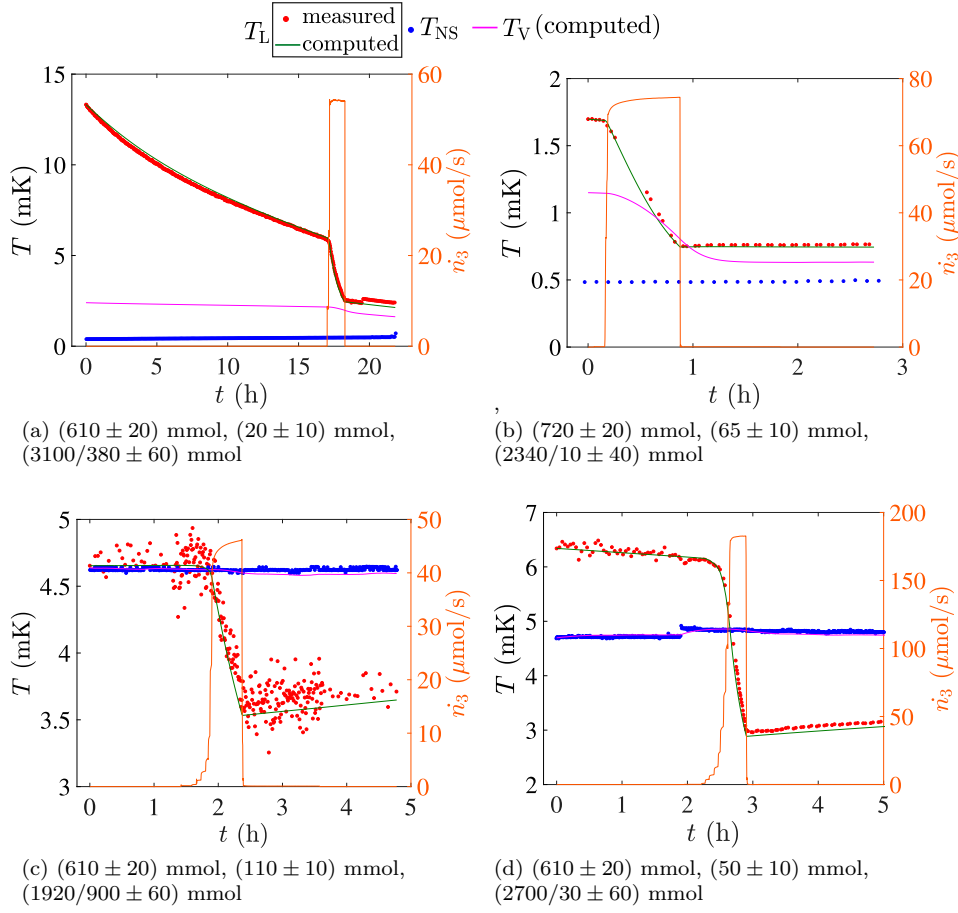 T_L measured T_NS T_V (computed)
computed
15
10
5
0
T (mK)
0 5 10 15 20
t (h)
60
40
20
0
ṅ_3 (μmol/s)
(a) (610 ± 20) mmol, (20 ± 10) mmol,
(3100/380 ± 60) mmol
2
1.5
1
0.5
0
T (mK)
0 1 2 3
t (h)
80
60
40
20
0
ṅ_3 (μmol/s)
,
(b) (720 ± 20) mmol, (65 ± 10) mmol,
(2340/10 ± 40) mmol
5
4.5
4
3.5
3
T (mK)
0 1 2 3 4 5
t (h)
50
40
30
20
10
0
ṅ_3 (μmol/s)
(c) (610 ± 20) mmol, (110 ± 10) mmol,
(1920/900 ± 60) mmol
7
6
5
4
3
2
T (mK)
0 1 2 3 4 5
t (h)
200
150
100
50
0
ṅ_3 (μmol/s)
(d) (610 ± 20) mmol, (50 ± 10) mmol,
(2700/30 ± 60) mmol